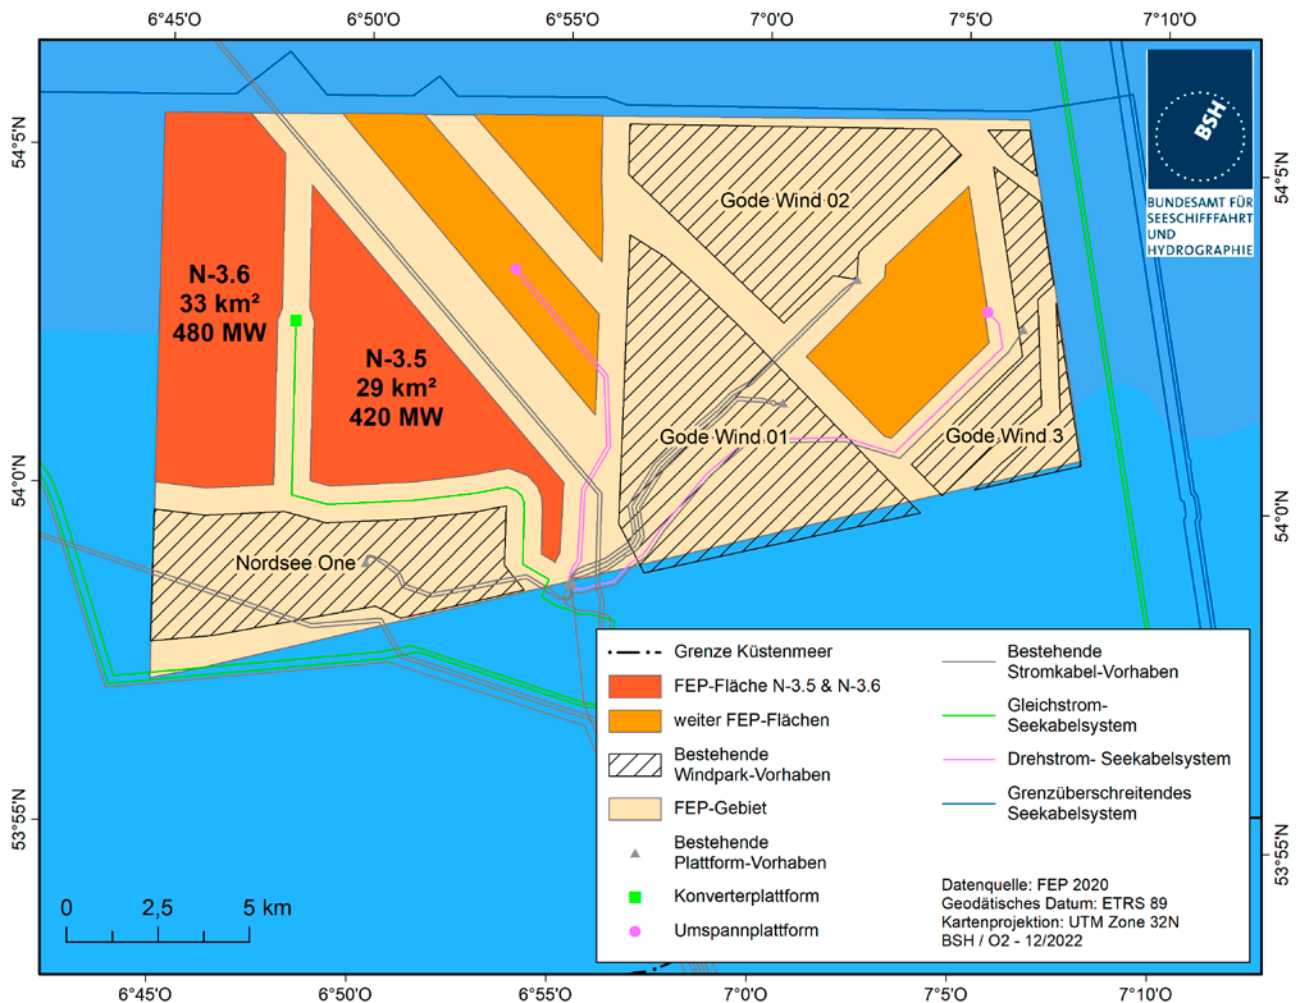 6°45'O
6°50'O
6°55'O
7°0'O
7°5'O
7°10'O
54°5'N
54°5'N
BSH
BUNDESAMT FÜR
SEESCHIFFFAHRT
UND
HYDROGRAPHIE
Gode Wind 02
N-3.6
33 km²
480 MW
N-3.5
29 km²
420 MW
Gode Wind 01
Gode Wind 3
54°0'N
54°0'N
Nordsee One
53°55'N
53°55'N
0
2,5
5 km
Grenze Küstenmeer
FEP-Fläche N-3.5 & N-3.6
weiter FEP-Flächen
Bestehende
Windpark-Vorhaben
FEP-Gebiet
Bestehende
Plattform-Vorhaben
Konverterplattform
Umspannplattform
Bestehende
Stromkabel-Vorhaben
Gleichstrom-
Seekabelsystem
Drehstrom- Seekabelsystem
Grenzüberschreitendes
Seekabelsystem
Datenquelle: FEP 2020
Geodätisches Datum: ETRS 89
Kartenprojektion: UTM Zone 32N
BSH / O2 - 12/2022
6°45'O
6°50'O
6°55'O
7°0'O
7°5'O
7°10'O